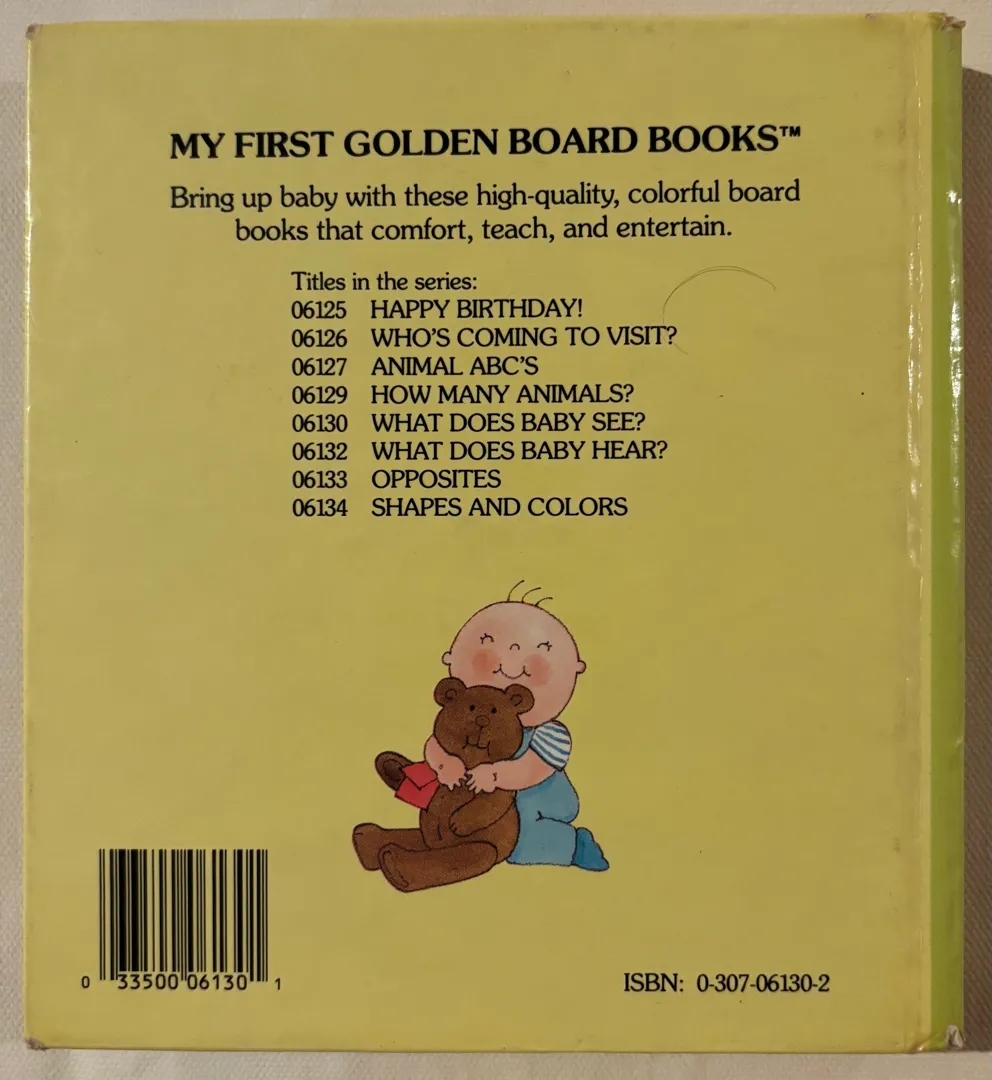 MY FIRST GOLDEN BOARD BOOKS™
Bring up baby with these high-quality, colorful board
books that comfort, teach, and entertain.
Titles in the series:
06125 HAPPY BIRTHDAY!
06126 WHO'S COMING TO VISIT?
06127 ANIMAL ABC'S
06129 HOW MANY ANIMALS?
06130 WHAT DOES BABY SEE?
06132 WHAT DOES BABY HEAR?
06133 OPPOSITES
06134 SHAPES AND COLORS
0 33500 06130 1
ISBN: 0-307-06130-2